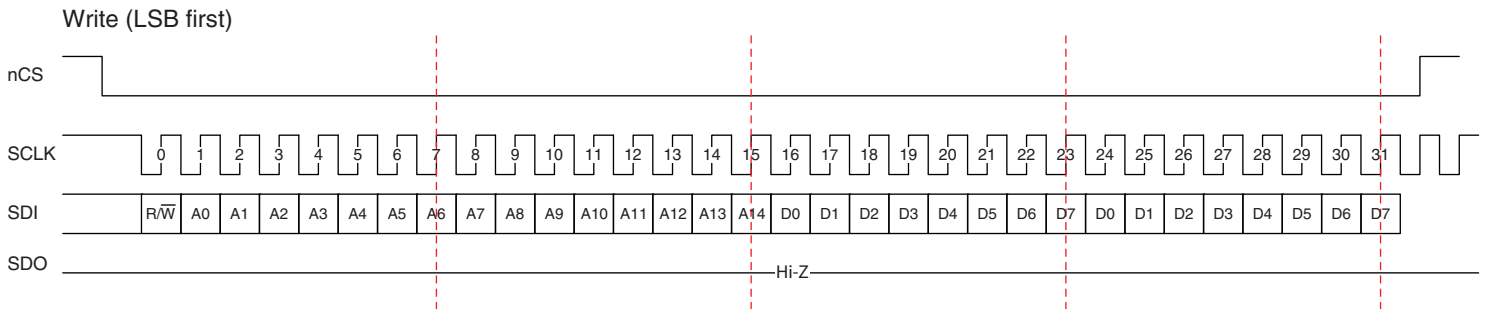 Write (LSB first)
nCS
SCLK 0 1 2 3 4 5 6 7 8 9 10 11 12 13 14 15 16 17 18 19 20 21 22 23 24 25 26 27 28 29 30 31
SDI R/W̅ A0 A1 A2 A3 A4 A5 A6 A7 A8 A9 A10 A11 A12 A13 A14 D0 D1 D2 D3 D4 D5 D6 D7 D0 D1 D2 D3 D4 D5 D6 D7
SDO Hi-Z